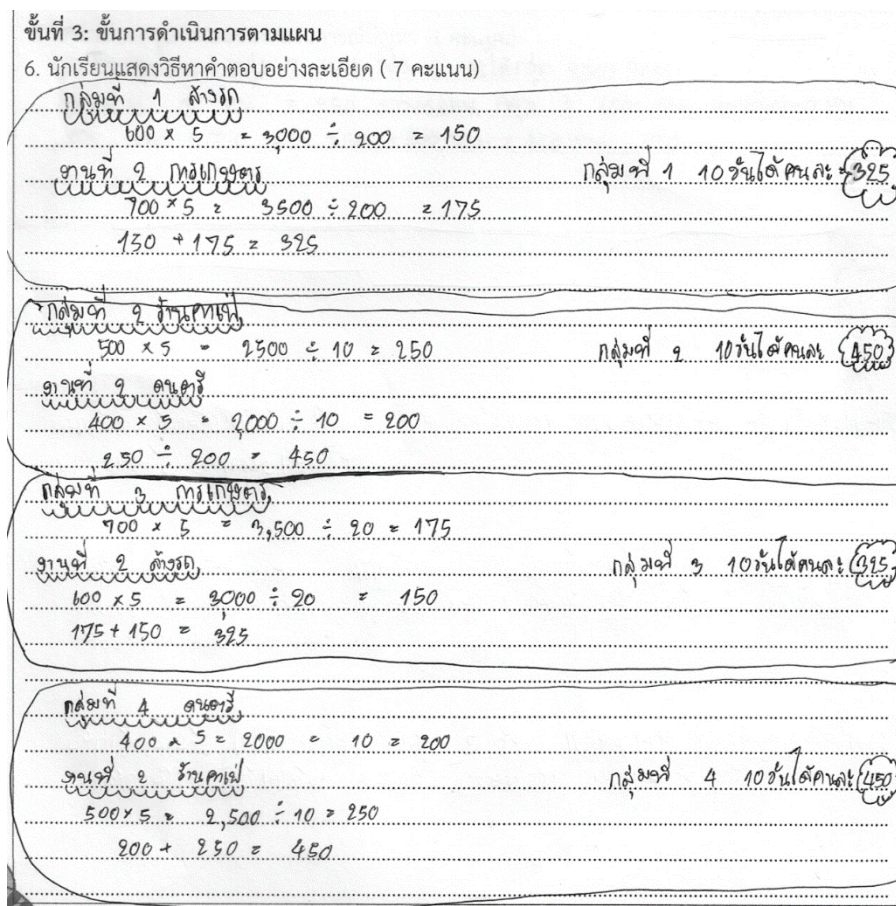 ขั้นที่ 3: ขั้นการดำเนินการตามแผน
6. นักเรียนแสดงวิธีหาคำตอบอย่างละเอียด ( 7 คะแนน)
กลุ่มที่ 1 ล้างรถ
600 × 5 = 3000 ÷ 200 = 150
งานที่ 2 การเกษตร
กลุ่มที่ 1 10 วันได้คนละ 325
700 × 5 = 3500 ÷ 200 = 175
150 + 175 = 325
กลุ่มที่ 2 ร้านคาเฟ่
500 × 5 = 2500 ÷ 10 = 250
กลุ่มที่ 2 10 วันได้คนละ 450
งานที่ 2 ดนตรี
400 × 5 = 2,000 ÷ 10 = 200
250 ÷ 200 = 450
กลุ่มที่ 3 การเกษตร
700 × 5 = 3,500 ÷ 20 = 175
งานที่ 2 ล้างรถ
กลุ่มที่ 3 10 วันได้คนละ 325
600 × 5 = 3000 ÷ 20 = 150
175 + 150 = 325
กลุ่มที่ 4 ดนตรี
400 × 5 = 2000 = 10 = 200
งานที่ 2 ร้านคาเฟ่
กลุ่มที่ 4 10 วันได้คนละ 450
500 × 5 = 2,500 ÷ 10 = 250
200 + 250 = 450